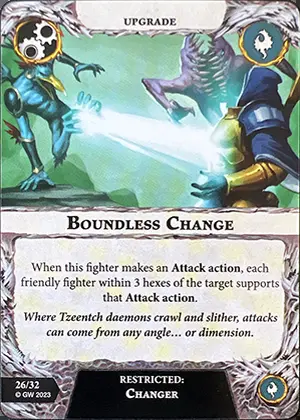 UPGRADE
BOUNDLESS CHANGE
When this fighter makes an Attack action, each
friendly fighter within 3 hexes of the target supports
that Attack action.
Where Tzeentch daemons crawl and slither, attacks
can come from any angle... or dimension.
26/32
© GW 2023
RESTRICTED:
CHANGER